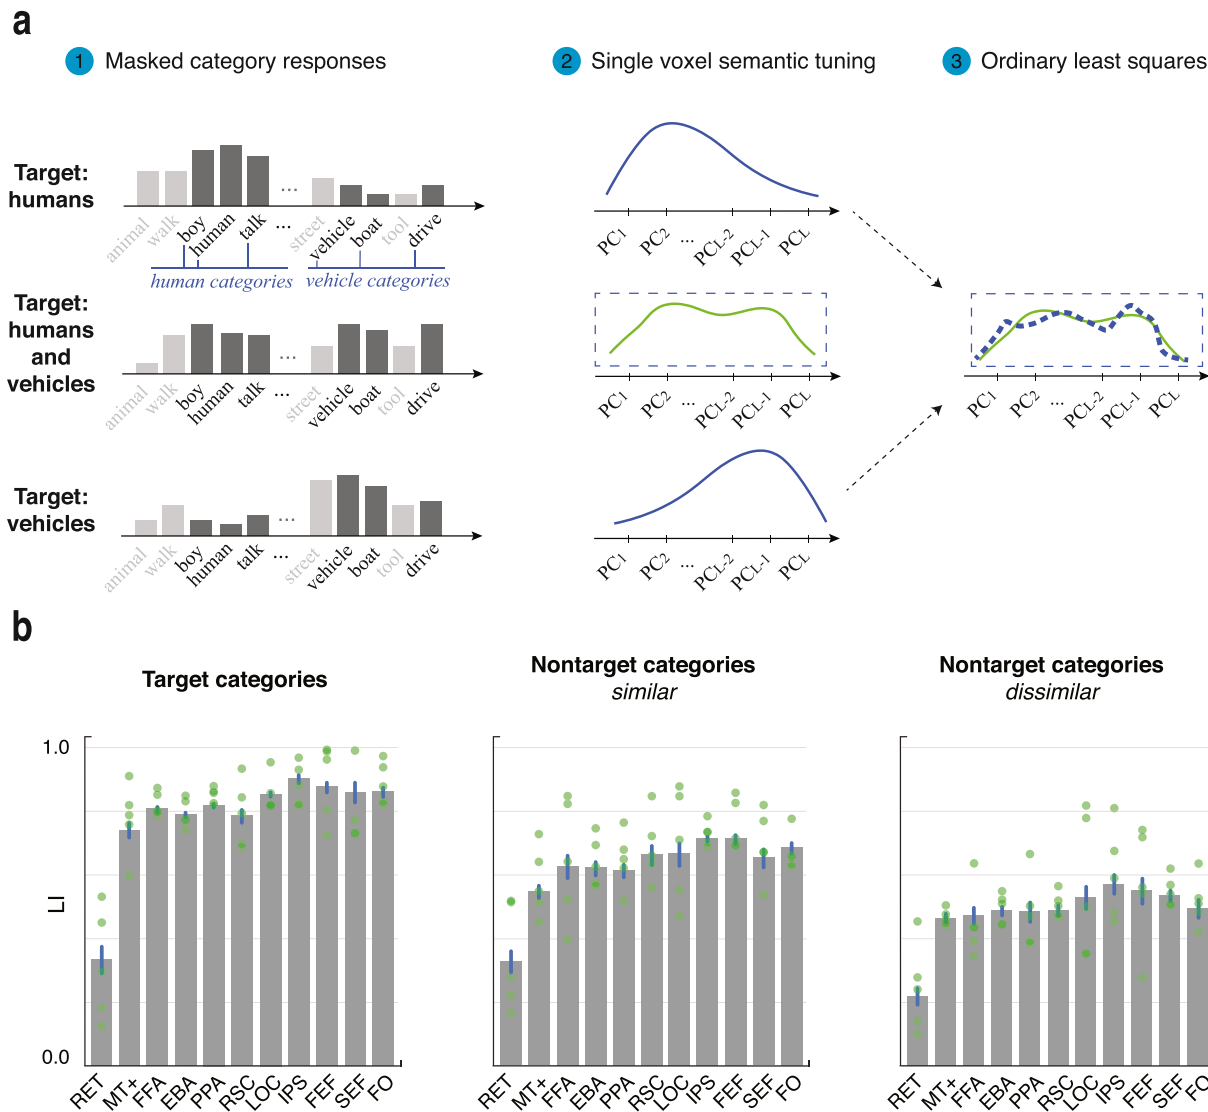 a
1 Masked category responses
2 Single voxel semantic tuning
3 Ordinary least squares
Target:
humans
animal walk boy human talk ... street vehicle boat tool drive
human categories vehicle categories
PC1 PC2 ... PCL-2 PCL-1 PCL
Target:
humans
and
vehicles
animal walk boy human talk ... street vehicle boat tool drive
PC1 PC2 ... PCL-2 PCL-1 PCL
PC1 PC2 ... PCL-2 PCL-1 PCL
Target:
vehicles
animal walk boy human talk ... street vehicle boat tool drive
PC1 PC2 ... PCL-2 PCL-1 PCL
b
Target categories
Nontarget categories
similar
Nontarget categories
dissimilar
1.0
LI
0.0
RET MT+ FFA EBA PPA RSC LOC IPS FEF SEF FO
RET MT+ FFA EBA PPA RSC LOC IPS FEF SEF FO
RET MT+ FFA EBA PPA RSC LOC IPS FEF SEF FO